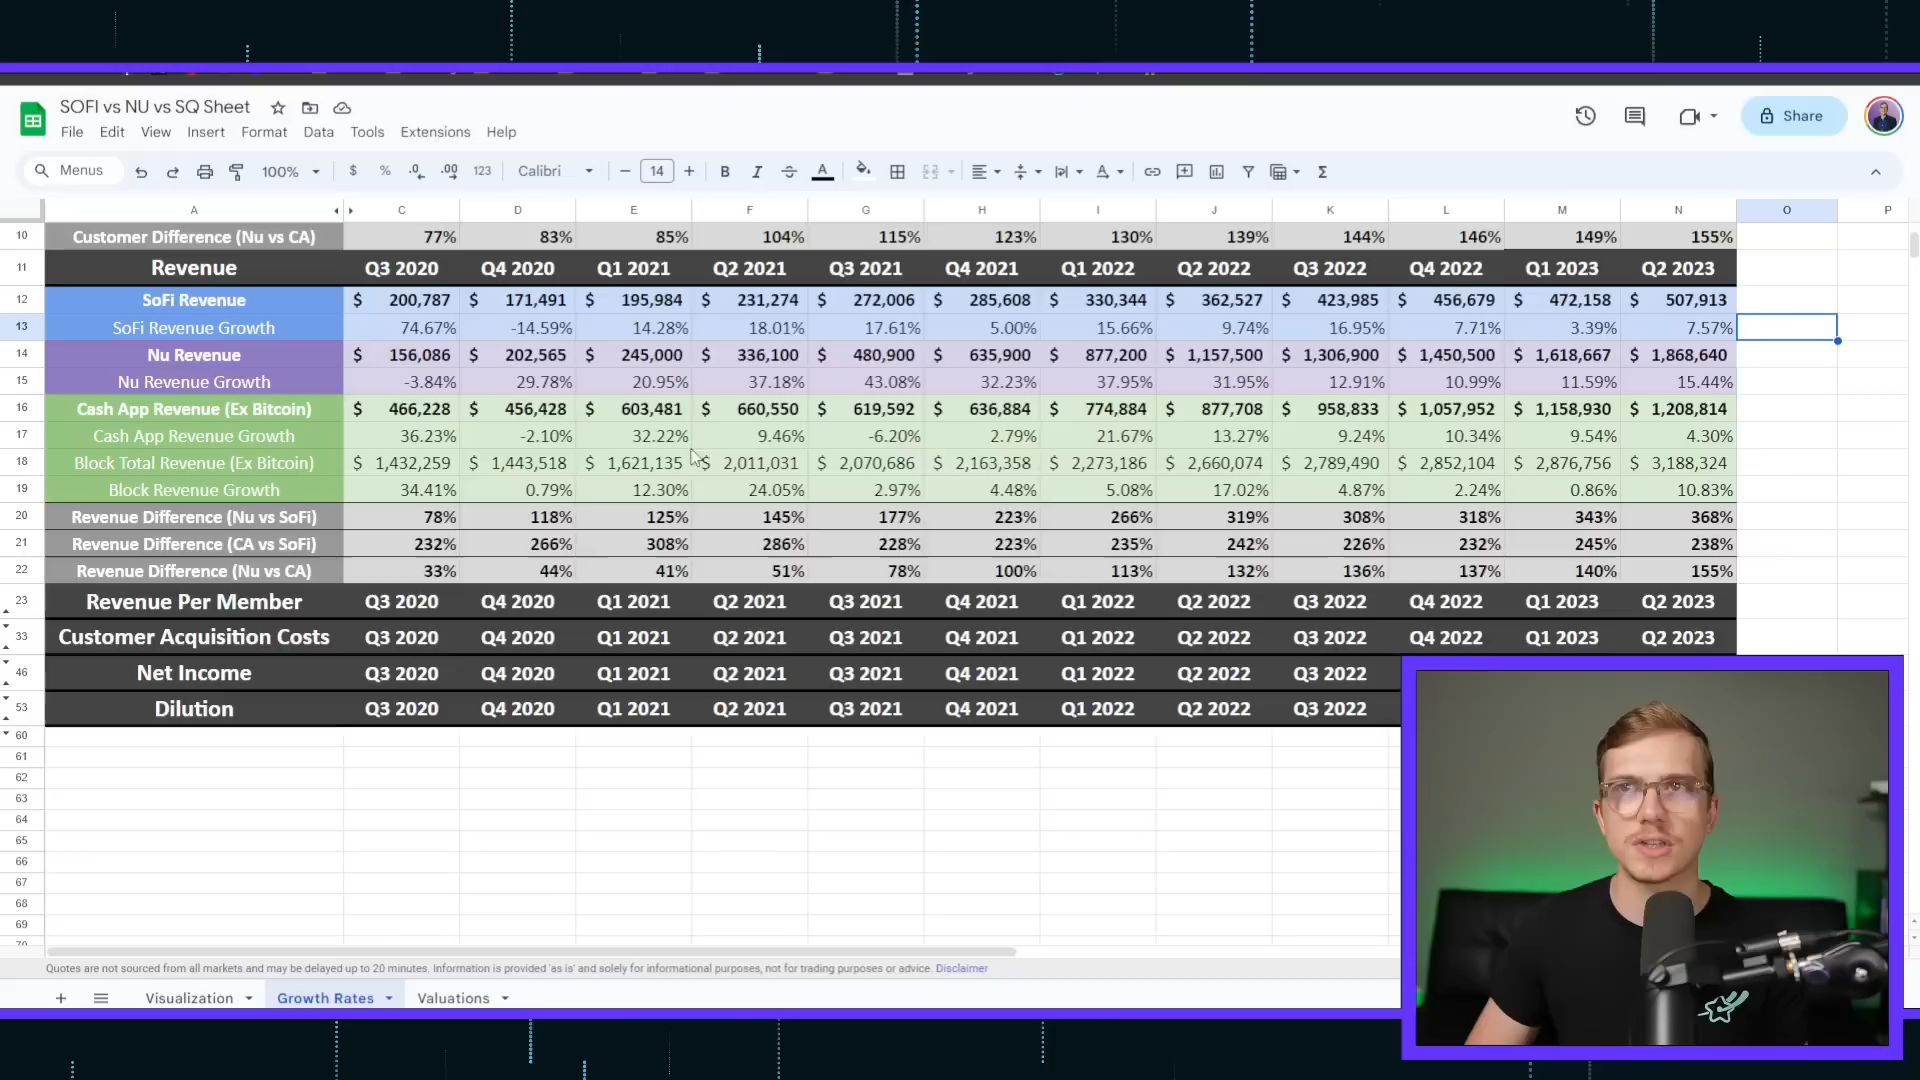 SOFI vs NU vs SQ Sheet
File Edit View Insert Format Data Tools Extensions Help
Share
Menus 100% $ % .0 .00 123 Calibri 14 B I A Σ
A C D E F G H I J K L M N O P
10 Customer Difference (Nu vs CA) 77% 83% 85% 104% 115% 123% 130% 139% 144% 146% 149% 155%
11 Revenue Q3 2020 Q4 2020 Q1 2021 Q2 2021 Q3 2021 Q4 2021 Q1 2022 Q2 2022 Q3 2022 Q4 2022 Q1 2023 Q2 2023
12 SoFi Revenue $ 200,787 $ 171,491 $ 195,984 $ 231,274 $ 272,006 $ 285,608 $ 330,344 $ 362,527 $ 423,985 $ 456,679 $ 472,158 $ 507,913
13 SoFi Revenue Growth 74.67% -14.59% 14.28% 18.01% 17.61% 5.00% 15.66% 9.74% 16.95% 7.71% 3.39% 7.57%
14 Nu Revenue $ 156,086 $ 202,565 $ 245,000 $ 336,100 $ 480,900 $ 635,900 $ 877,200 $ 1,157,500 $ 1,306,900 $ 1,450,500 $ 1,618,667 $ 1,868,640
15 Nu Revenue Growth -3.84% 29.78% 20.95% 37.18% 43.08% 32.23% 37.95% 31.95% 12.91% 10.99% 11.59% 15.44%
16 Cash App Revenue (Ex Bitcoin) $ 466,228 $ 456,428 $ 603,481 $ 660,550 $ 619,592 $ 636,884 $ 774,884 $ 877,708 $ 958,833 $ 1,057,952 $ 1,158,930 $ 1,208,814
17 Cash App Revenue Growth 36.23% -2.10% 32.22% 9.46% -6.20% 2.79% 21.67% 13.27% 9.24% 10.34% 9.54% 4.30%
18 Block Total Revenue (Ex Bitcoin) $ 1,432,259 $ 1,443,518 $ 1,621,135 $ 2,011,031 $ 2,070,686 $ 2,163,358 $ 2,273,186 $ 2,660,074 $ 2,789,490 $ 2,852,104 $ 2,876,756 $ 3,188,324
19 Block Revenue Growth 34.41% 0.79% 12.30% 24.05% 2.97% 4.48% 5.08% 17.02% 4.87% 2.24% 0.86% 10.83%
20 Revenue Difference (Nu vs SoFi) 78% 118% 125% 145% 177% 223% 266% 319% 308% 318% 343% 368%
21 Revenue Difference (CA vs SoFi) 232% 266% 308% 286% 228% 223% 235% 242% 226% 232% 245% 238%
22 Revenue Difference (Nu vs CA) 33% 44% 41% 51% 78% 100% 113% 132% 136% 137% 140% 155%
23 Revenue Per Member Q3 2020 Q4 2020 Q1 2021 Q2 2021 Q3 2021 Q4 2021 Q1 2022 Q2 2022 Q3 2022 Q4 2022 Q1 2023 Q2 2023
33 Customer Acquisition Costs Q3 2020 Q4 2020 Q1 2021 Q2 2021 Q3 2021 Q4 2021 Q1 2022 Q2 2022 Q3 2022 Q4 2022 Q1 2023 Q2 2023
46 Net Income Q3 2020 Q4 2020 Q1 2021 Q2 2021 Q3 2021 Q4 2021 Q1 2022 Q2 2022 Q3 2022
53 Dilution Q3 2020 Q4 2020 Q1 2021 Q2 2021 Q3 2021 Q4 2021 Q1 2022 Q2 2022 Q3 2022
60
61
62
63
64
65
66
67
68
69
Quotes are not sourced from all markets and may be delayed up to 20 minutes. Information is provided 'as is' and solely for informational purposes, not for trading purposes or advice. Disclaimer
Visualization Growth Rates Valuations